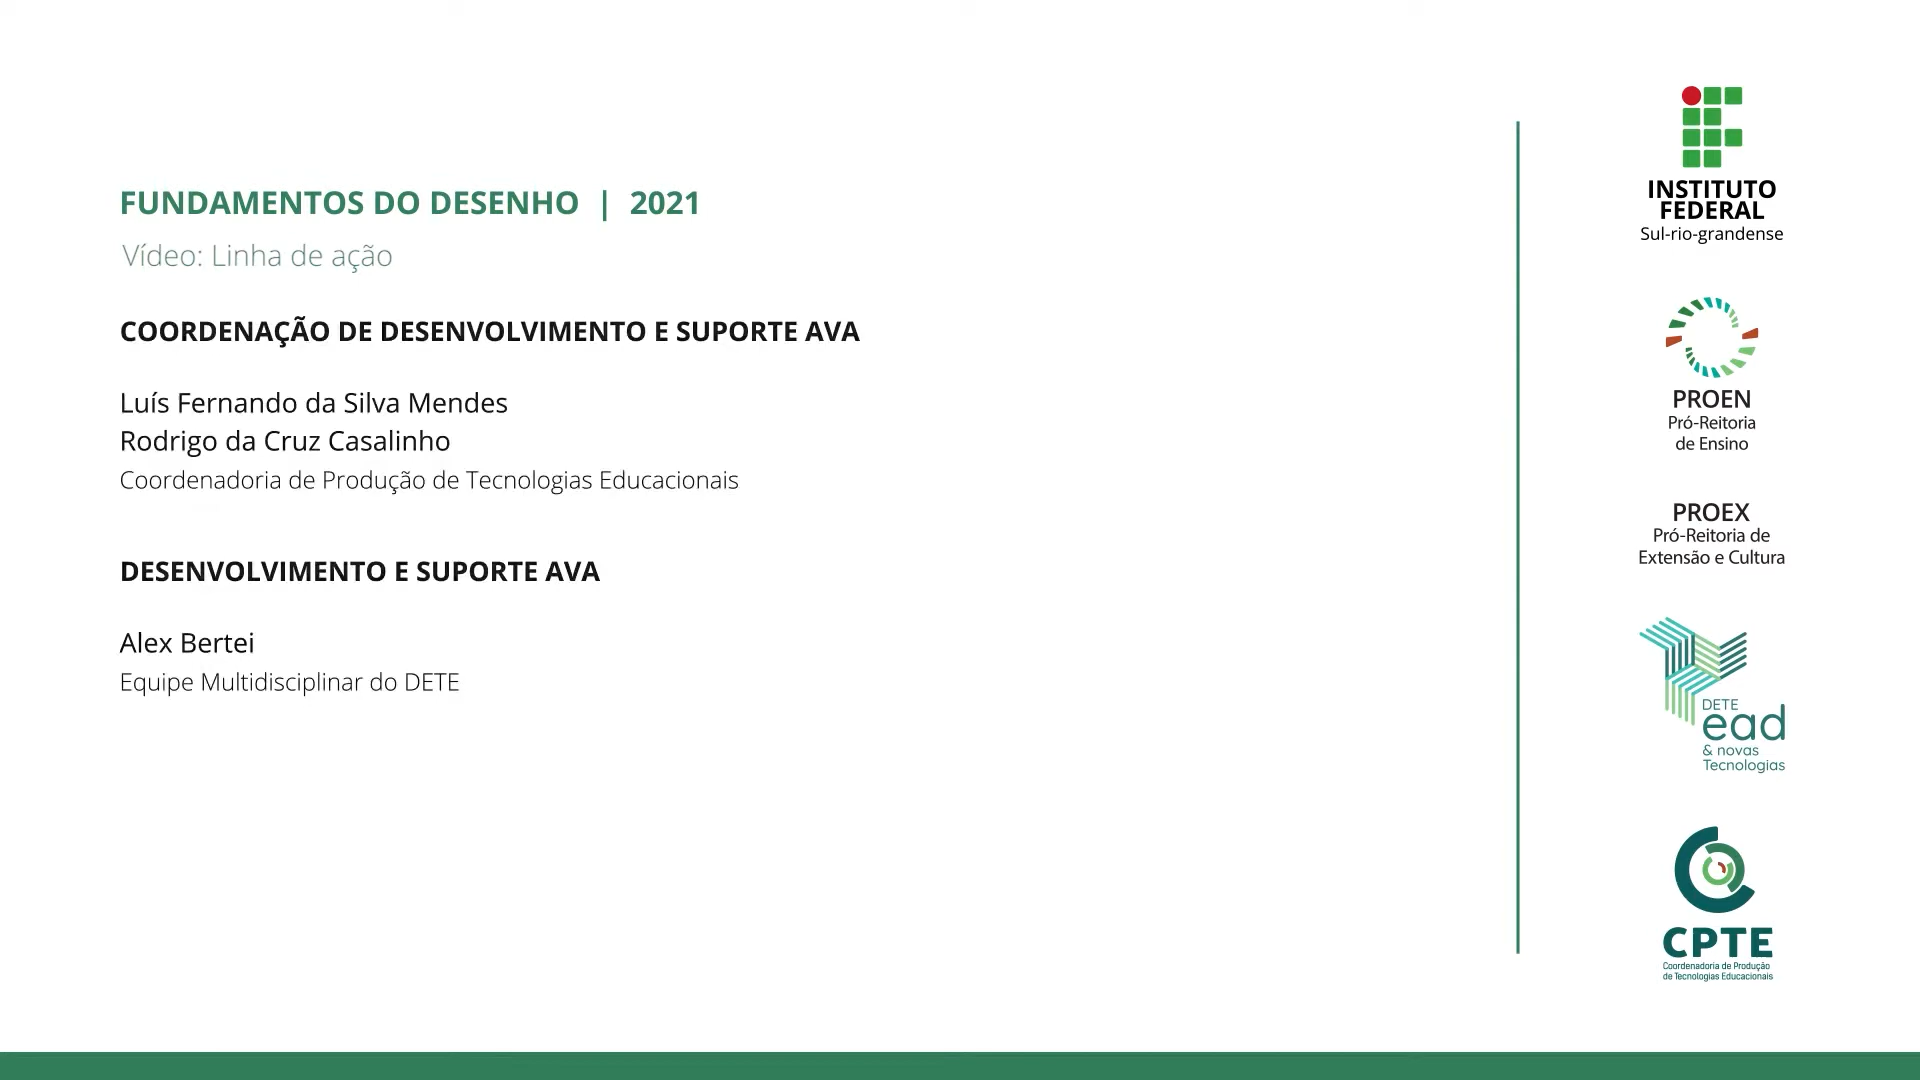 FUNDAMENTOS DO DESENHO | 2021
Vídeo: Linha de ação
COORDENAÇÃO DE DESENVOLVIMENTO E SUPORTE AVA
Luís Fernando da Silva Mendes
Rodrigo da Cruz Casalinho
Coordenadoria de Produção de Tecnologias Educacionais
DESENVOLVIMENTO E SUPORTE AVA
Alex Bertei
Equipe Multidisciplinar do DETE
INSTITUTO
FEDERAL
Sul-rio-grandense
PROEN
Pró-Reitoria
de Ensino
PROEX
Pró-Reitoria de
Extensão e Cultura
DETE
ead
& novas
Tecnologias
CPTE
Coordenadoria de Produção
de Tecnologias Educacionais